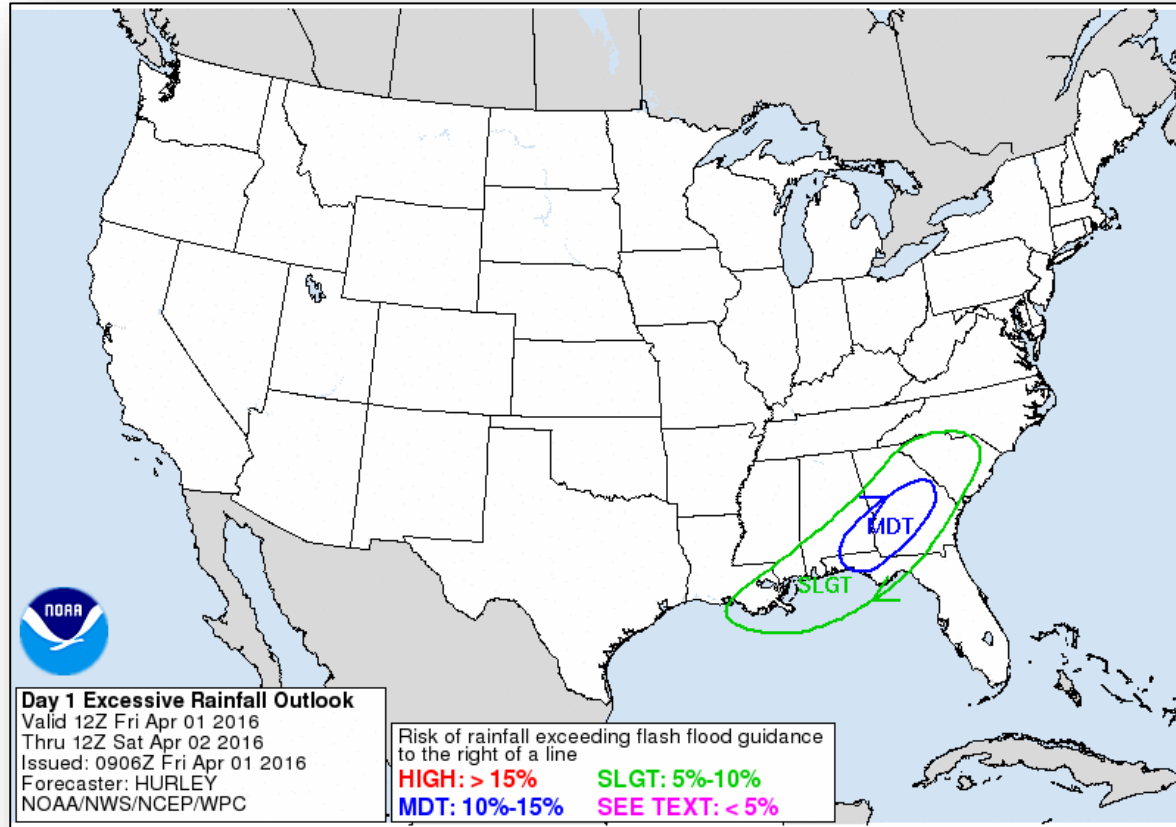 MDT
SLGT
NOAA
Day 1 Excessive Rainfall Outlook
Valid 12Z Fri Apr 01 2016
Thru 12Z Sat Apr 02 2016
Issued: 0906Z Fri Apr 01 2016
Forecaster: HURLEY
NOAA/NWS/NCEP/WPC
Risk of rainfall exceeding flash flood guidance
to the right of a line
HIGH: > 15% SLGT: 5%-10%
MDT: 10%-15% SEE TEXT: < 5%